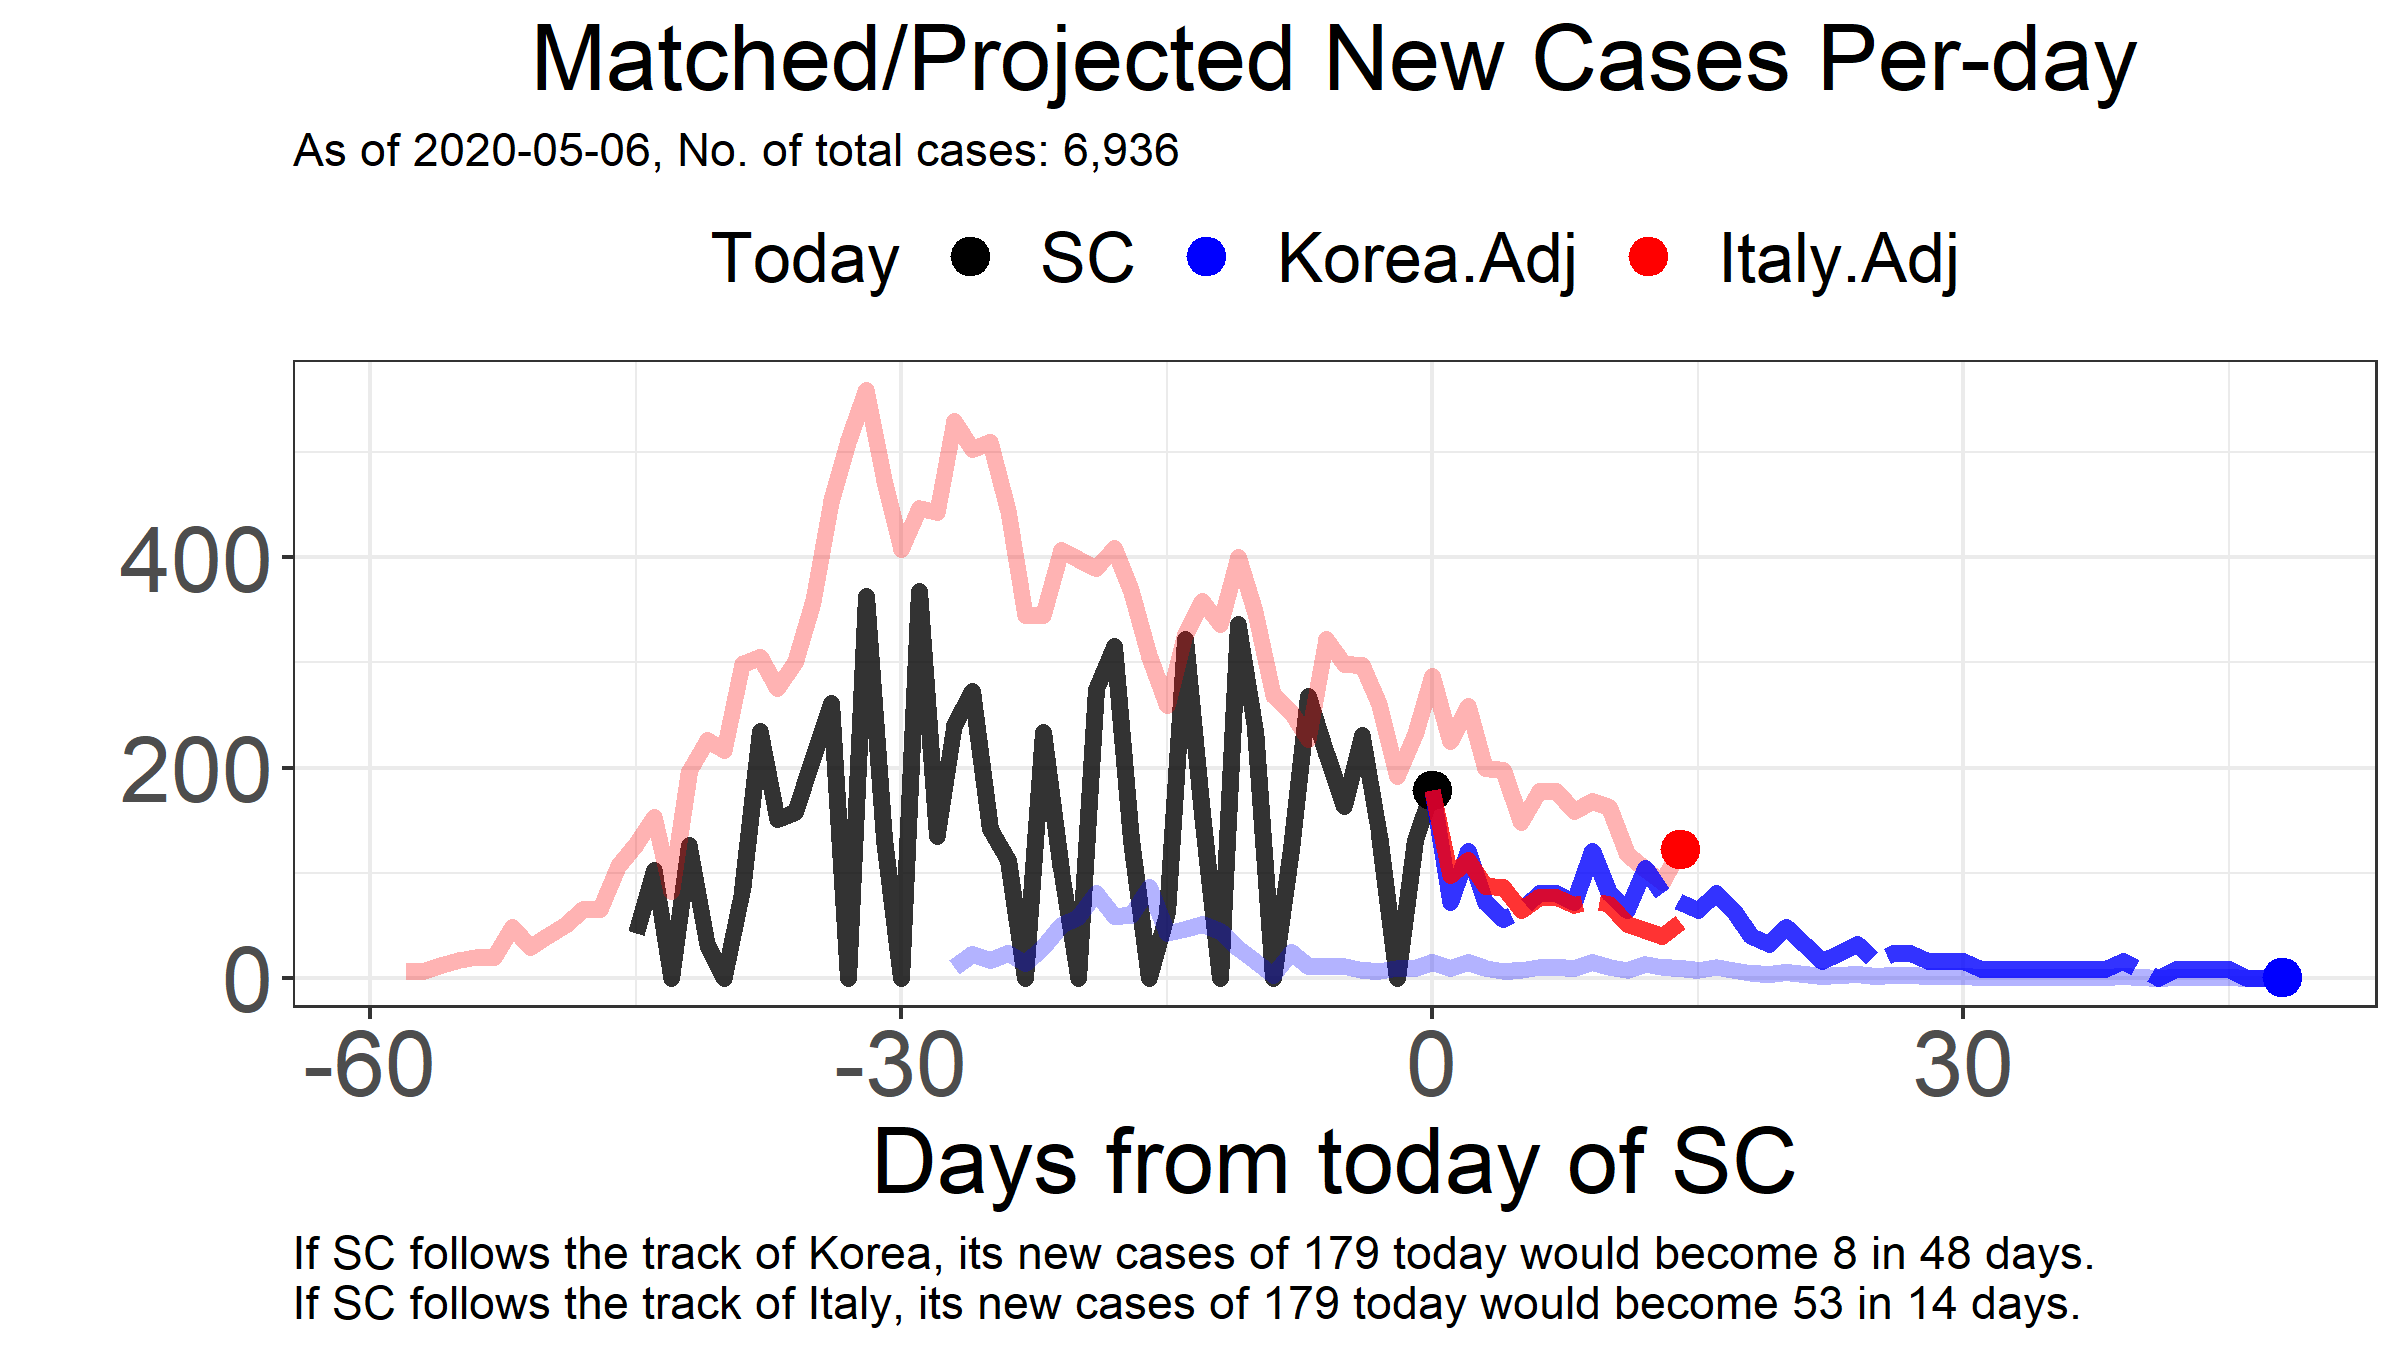 Matched/Projected New Cases Per-day
As of 2020-05-06, No. of total cases: 6,936
Today SC Korea.Adj Italy.Adj
400
200
0
-60 -30 0 30
Days from today of SC
If SC follows the track of Korea, its new cases of 179 today would become 8 in 48 days.
If SC follows the track of Italy, its new cases of 179 today would become 53 in 14 days.